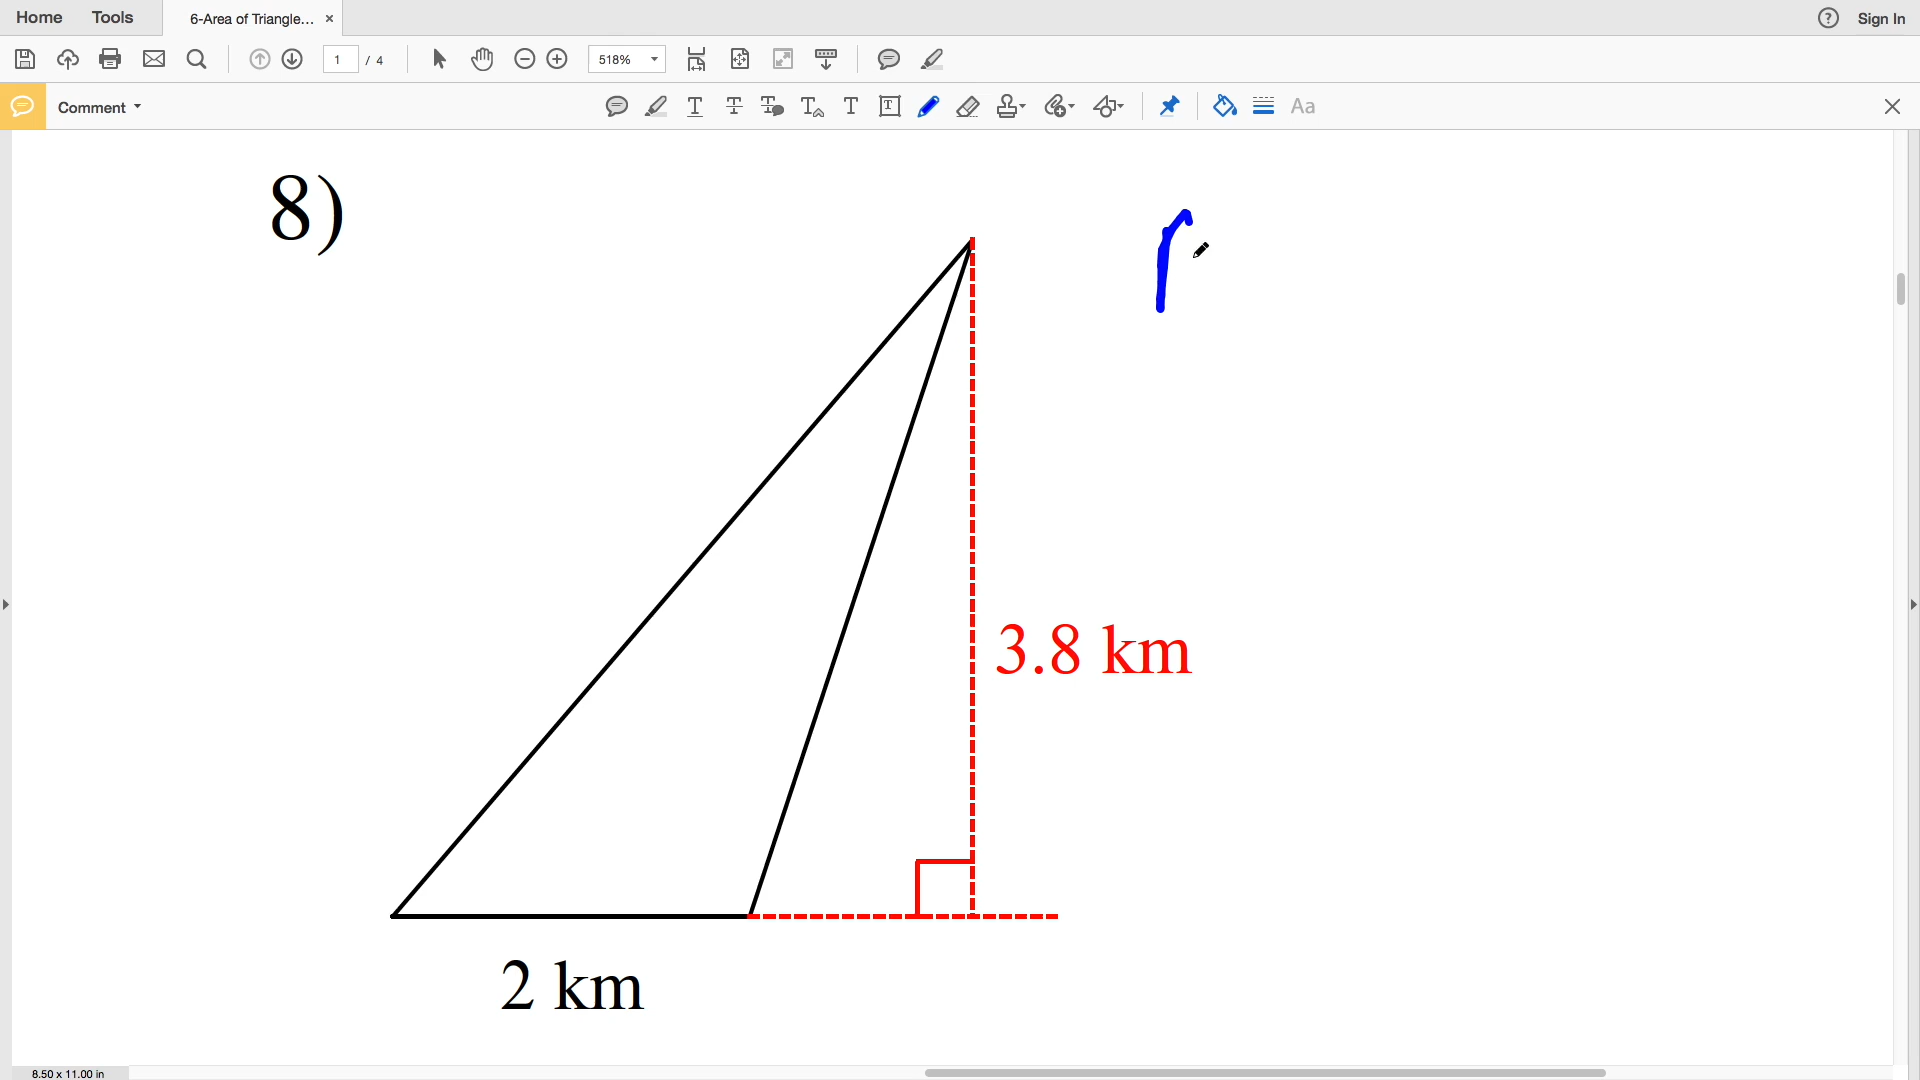 Home Tools 6-Area of Triangle... × ? Sign In
1 / 4 518%
Comment T T T T T T Aa
8)
3.8 km
2 km
8.50 x 11.00 in